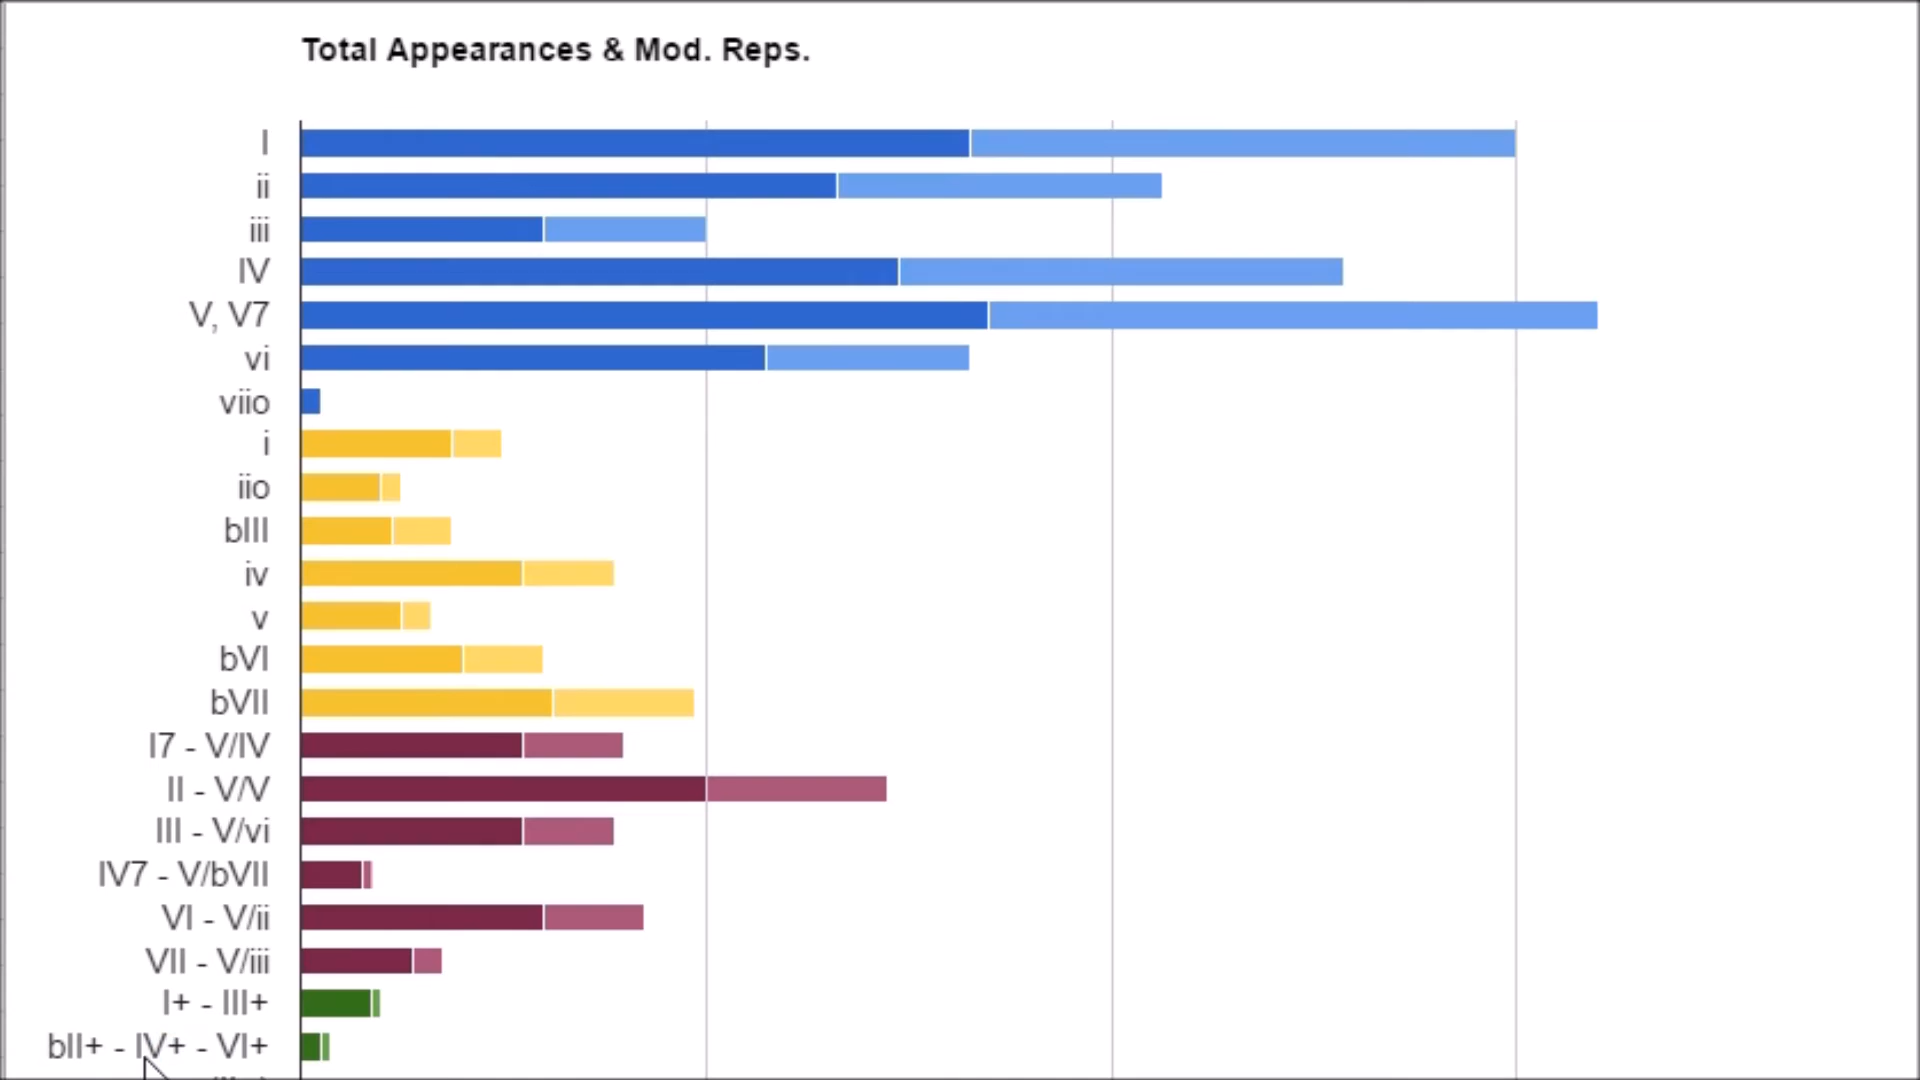 Total Appearances & Mod. Reps.
I
ii
iii
IV
V, V7
vi
viio
i
iio
bIII
iv
v
bVI
bVII
I7 - V/IV
II - V/V
III - V/vi
IV7 - V/bVII
VI - V/ii
VII - V/iii
I+ - III+
bII+ - IV+ - VI+